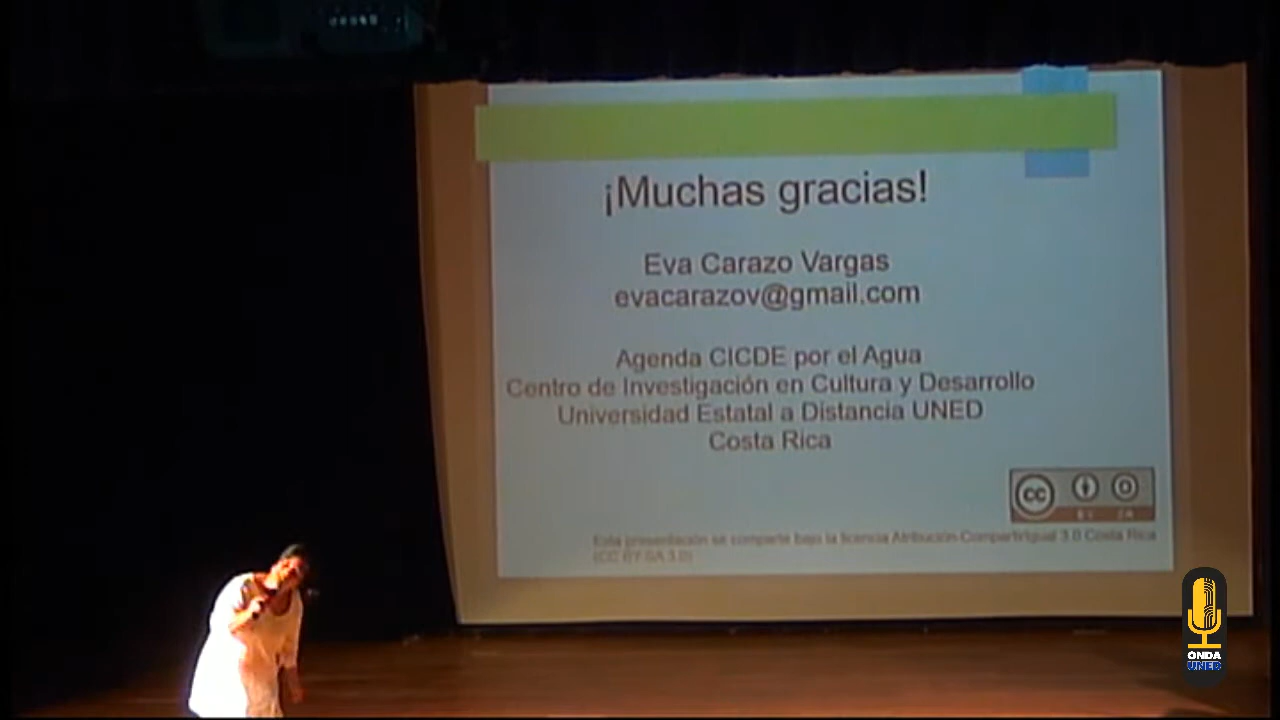 ¡Muchas gracias!
Eva Carazo Vargas
evacarazov@gmail.com
Agenda CICDE por el Agua
Centro de Investigación en Cultura y Desarrollo
Universidad Estatal a Distancia UNED
Costa Rica
cc
BY SA
Esta presentación se comparte bajo la licencia Atribución-CompartirIgual 3.0 Costa Rica
(CC BY-SA 3.0)
ONDA
UNED